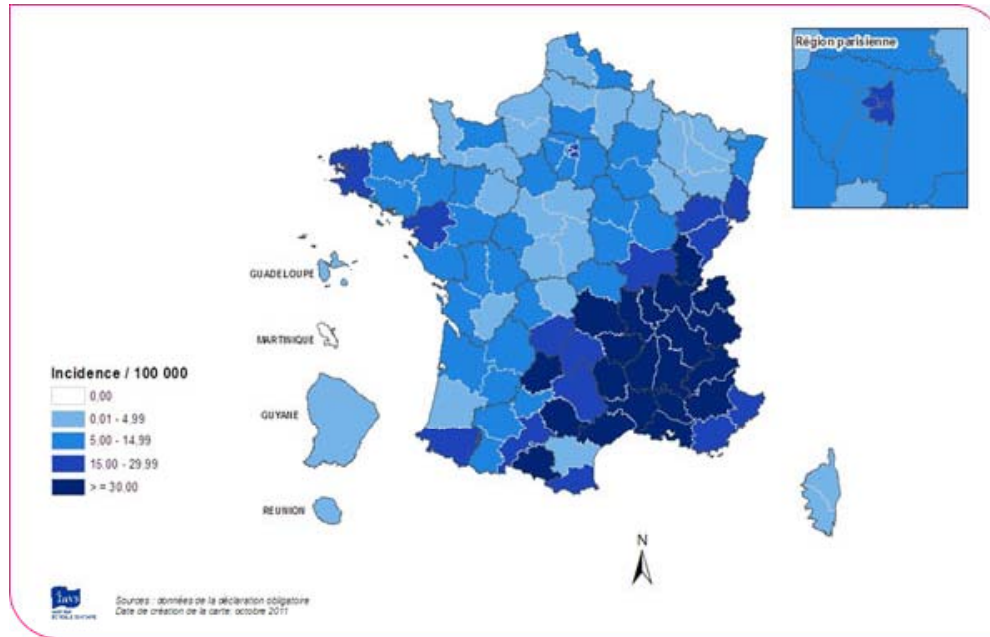 Région parisienne
GUADELOUPE
MARTINIQUE
GUYANE
REUNION
Incidence / 100 000
0,00
0,01 - 4,99
5,00 - 14,99
15,00 - 29,99
> = 30,00
N
Sources : données de la déclaration obligatoire
Date de création de la carte: octobre 2011